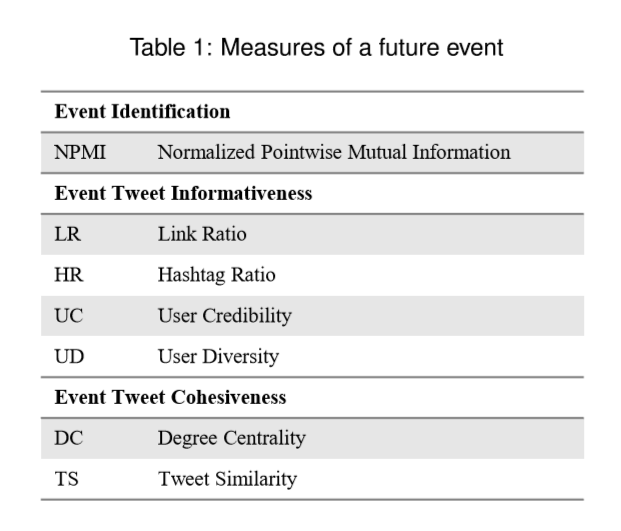 Table 1: Measures of a future event
Event Identification
NPMI Normalized Pointwise Mutual Information
Event Tweet Informativeness
LR Link Ratio
HR Hashtag Ratio
UC User Credibility
UD User Diversity
Event Tweet Cohesiveness
DC Degree Centrality
TS Tweet Similarity